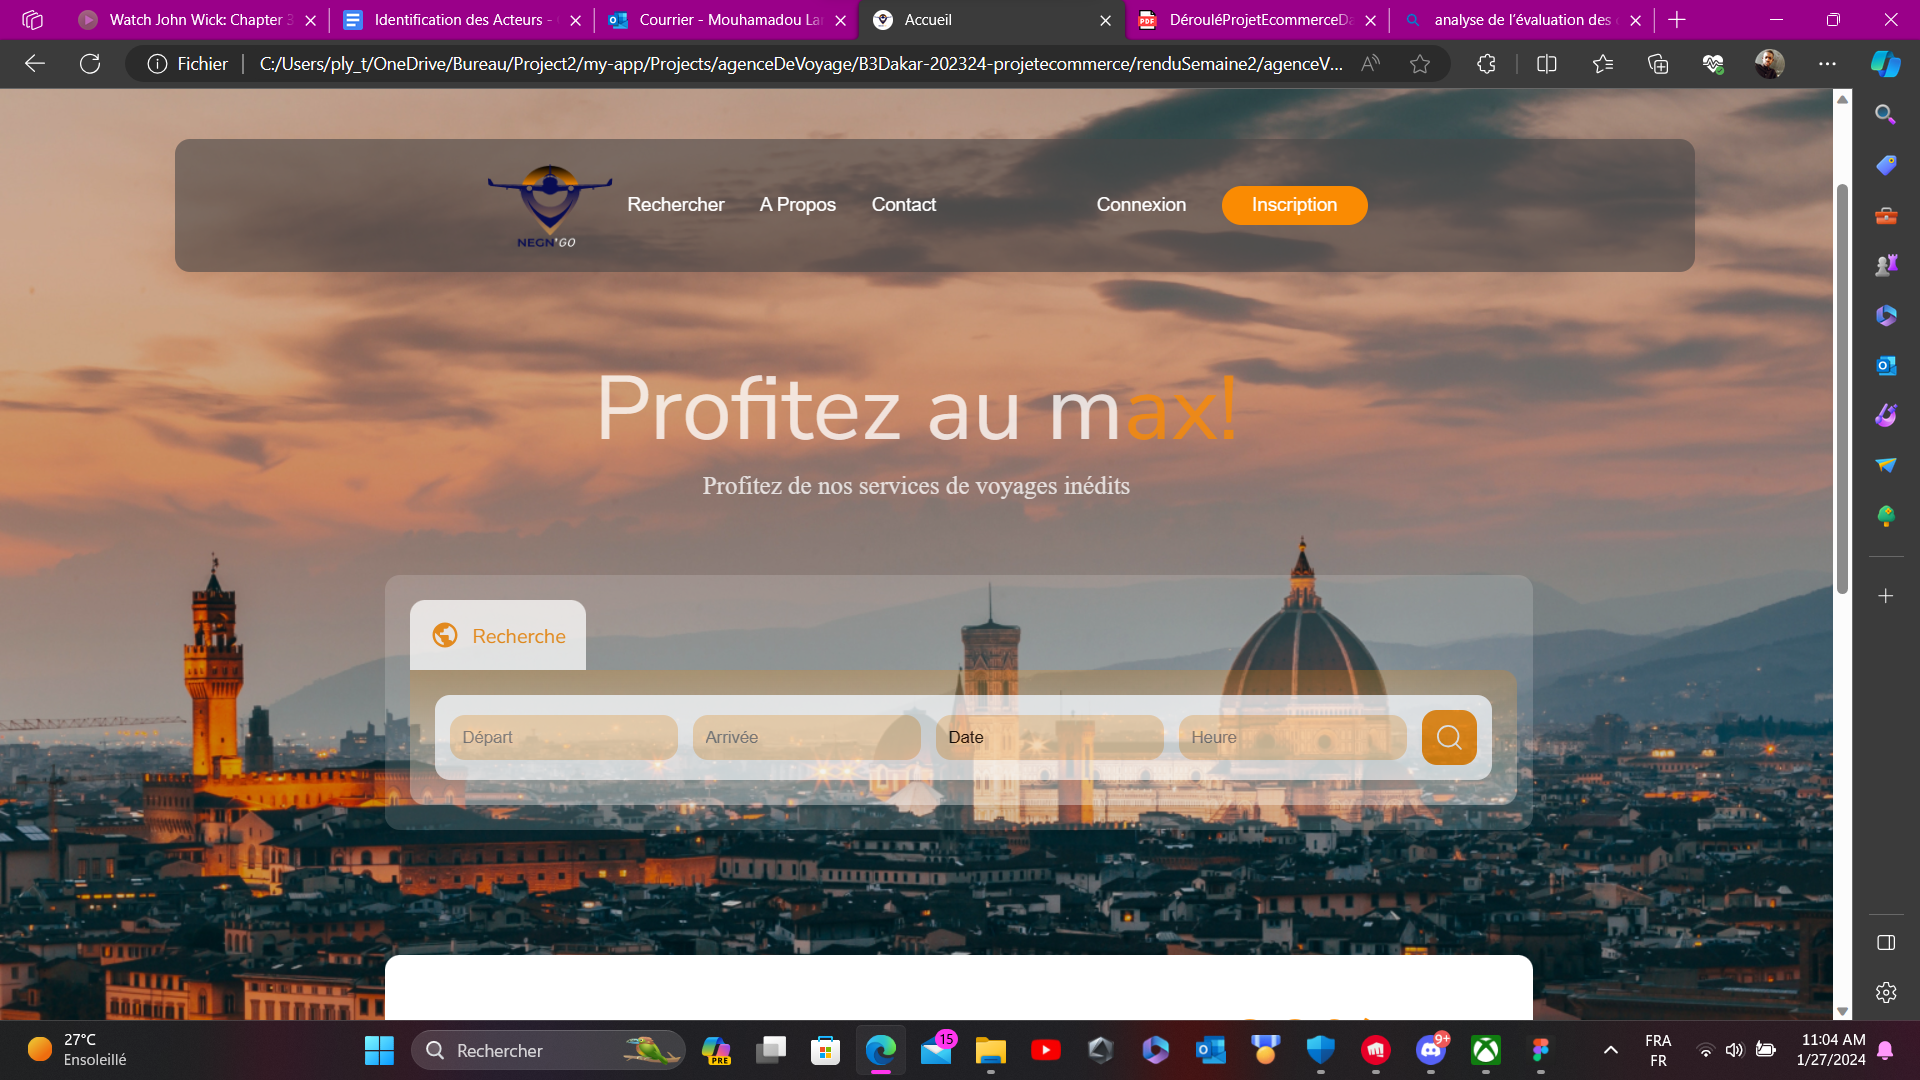 Watch John Wick: Chapter 3
Identification des Acteurs -
Courrier - Mouhamadou La
Accueil
DérouléProjetEcommerceDa
analyse de l'évaluation des
Fichier
C:/Users/ply_t/OneDrive/Bureau/Project2/my-app/Projects/agenceDeVoyage/B3Dakar-202324-projetecommerce/renduSemaine2/agenceV...
NEGN'GO
Rechercher
A Propos
Contact
Connexion
Inscription
Profitez au max!
Profitez de nos services de voyages inédits
Recherche
Départ
Arrivée
Date
Heure
27°C
Ensoleillé
Rechercher
PRE
15
9+
FRA
FR
11:04 AM
1/27/2024